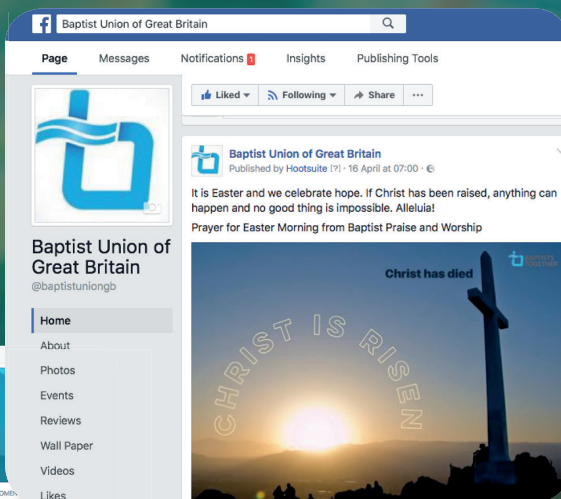 Baptist Union of Great Britain
Page Messages Notifications 1 Insights Publishing Tools
Liked Following Share ...
Baptist Union of Great Britain
@baptistuniongb
Home
About
Photos
Events
Reviews
Wall Paper
Videos
Likes
Baptist Union of Great Britain
Published by Hootsuite [?] · 16 April at 07:00 ·
It is Easter and we celebrate hope. If Christ has been raised, anything can
happen and no good thing is impossible. Alleluia!
Prayer for Easter Morning from Baptist Praise and Worship
Christ has died
BAPTISTS
TOGETHER
CHRIST IS RISEN